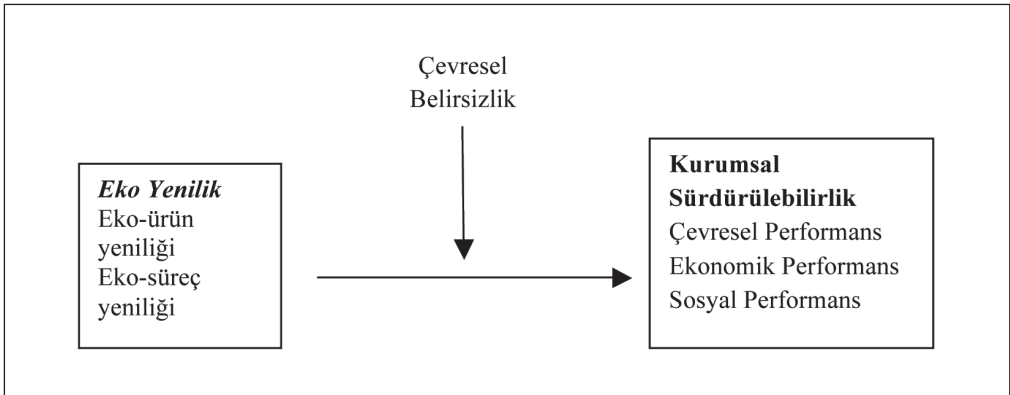 Çevresel
Belirsizlik
Eko Yenilik
Eko-ürün
yeniliği
Eko-süreç
yeniliği
Kurumsal
Sürdürülebilirlik
Çevresel Performans
Ekonomik Performans
Sosyal Performans